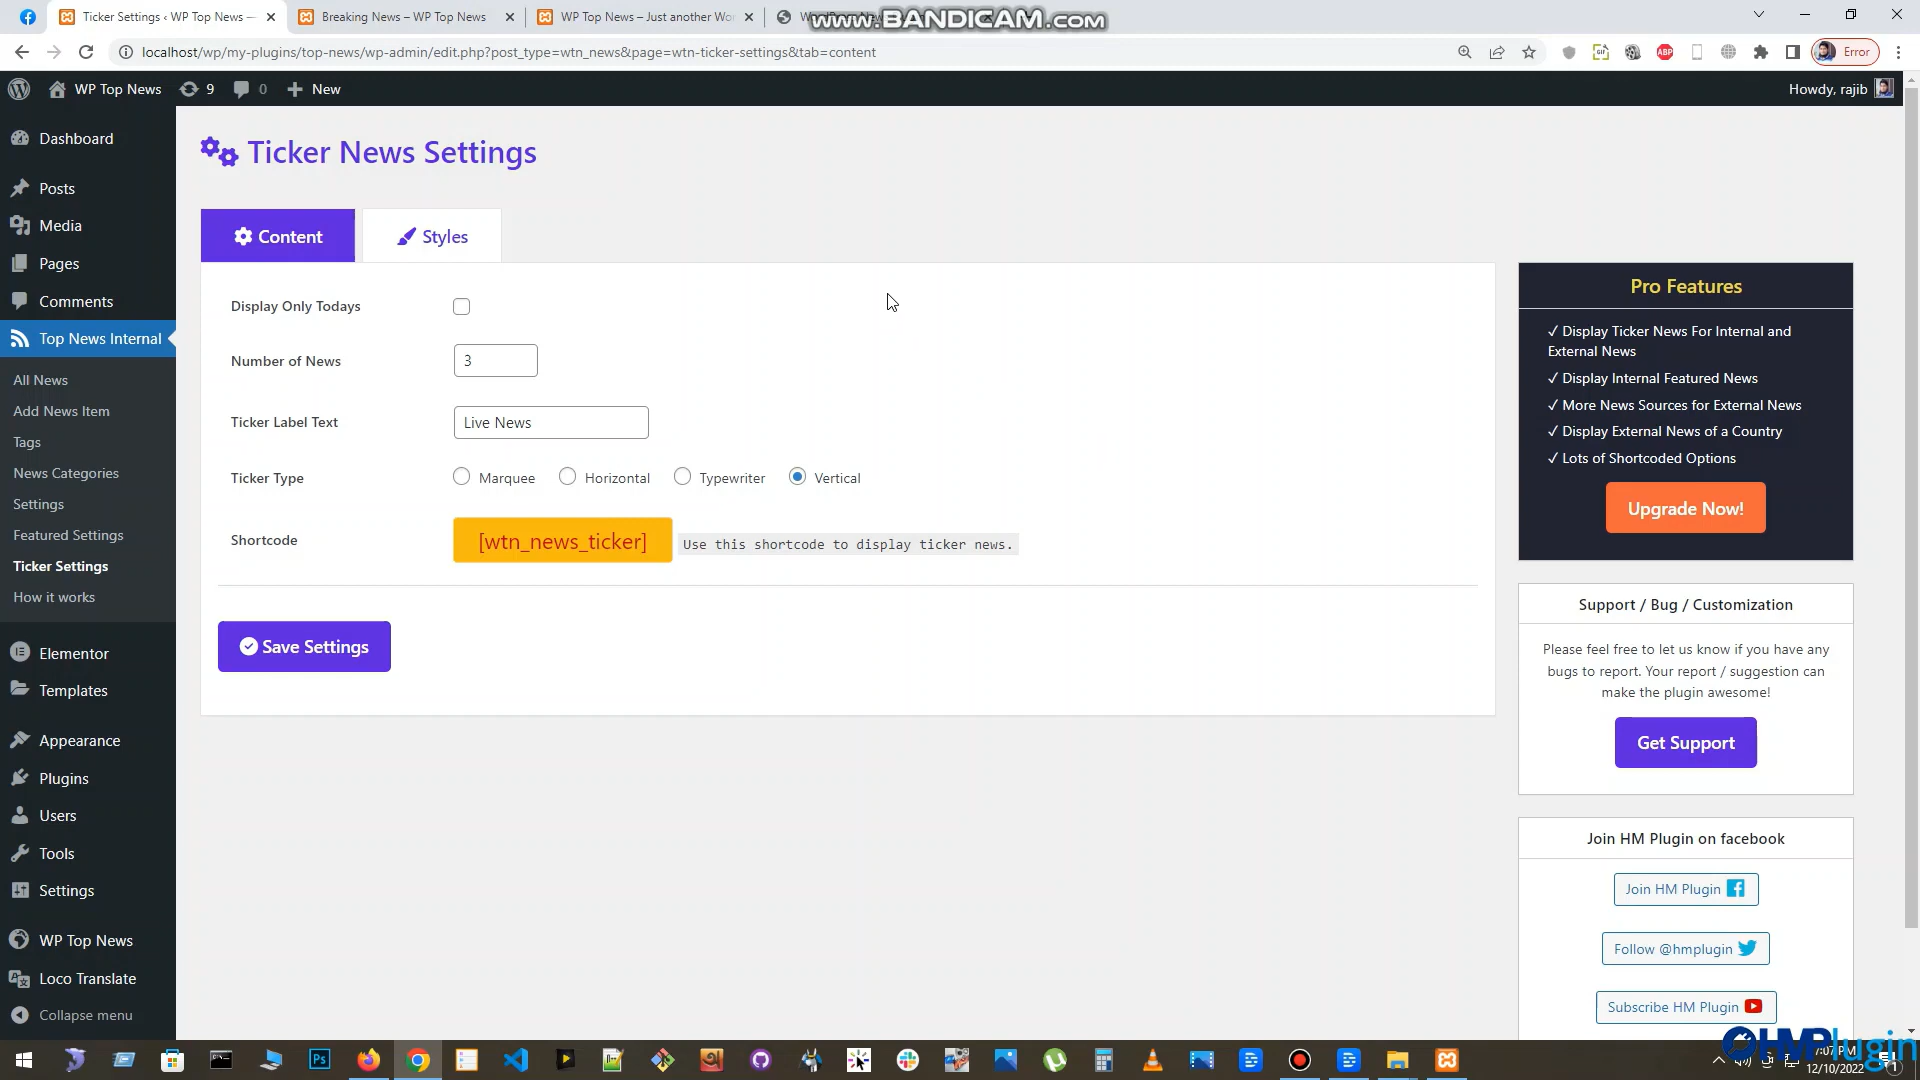 Ticker Settings ‹ WP Top News —
Breaking News – WP Top News
WP Top News – Just another Wor
www.BANDICAM.com
localhost/wp/my-plugins/top-news/wp-admin/edit.php?post_type=wtn_news&page=wtn-ticker-settings&tab=content
GIF
ABP
Error
WP Top News
9
0
New
Howdy, rajib
Dashboard
Posts
Media
Pages
Comments
Top News Internal
All News
Add News Item
Tags
News Categories
Settings
Featured Settings
Ticker Settings
How it works
Elementor
Templates
Appearance
Plugins
Users
Tools
Settings
WP Top News
Loco Translate
Collapse menu
Ticker News Settings
Content
Styles
Display Only Todays
Number of News
3
Ticker Label Text
Live News
Ticker Type
Marquee
Horizontal
Typewriter
Vertical
Shortcode
[wtn_news_ticker]
Use this shortcode to display ticker news.
Save Settings
Pro Features
✓ Display Ticker News For Internal and
External News
✓ Display Internal Featured News
✓ More News Sources for External News
✓ Display External News of a Country
✓ Lots of Shortcoded Options
Upgrade Now!
Support / Bug / Customization
Please feel free to let us know if you have any
bugs to report. Your report / suggestion can
make the plugin awesome!
Get Support
Join HM Plugin on facebook
Join HM Plugin
Follow @hmplugin
Subscribe HM Plugin
HMPlugin
Ps
7:07 PM
12/10/2022
1